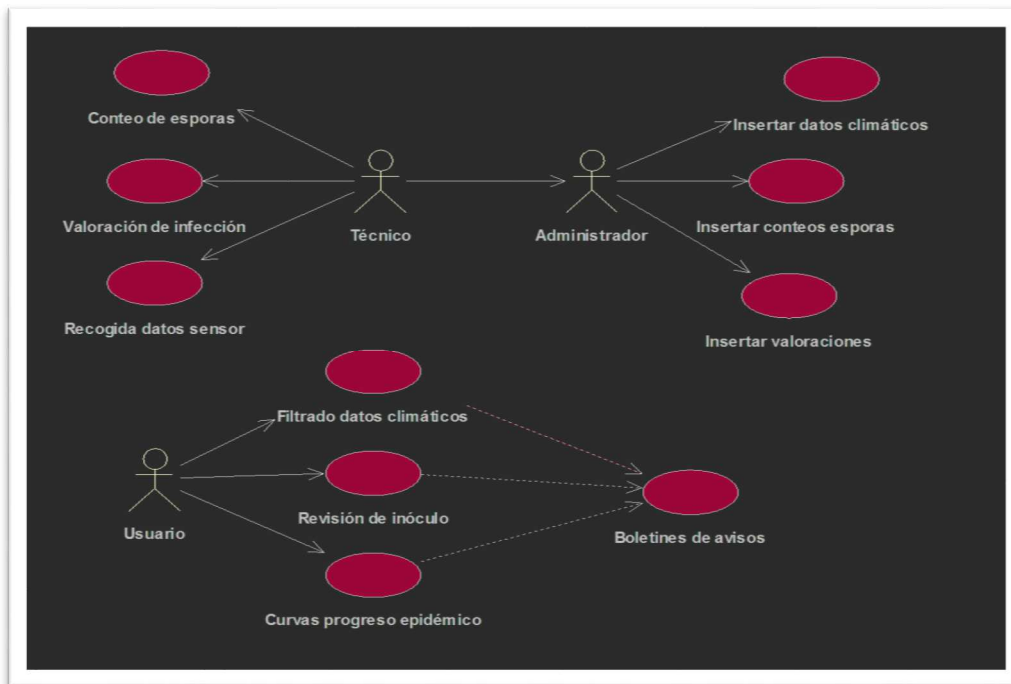 Conteo de esporas
Insertar datos climáticos
Valoración de infección
Técnico
Administrador
Insertar conteos esporas
Recogida datos sensor
Insertar valoraciones
Filtrado datos climáticos
Usuario
Revisión de inóculo
Boletines de avisos
Curvas progreso epidémico